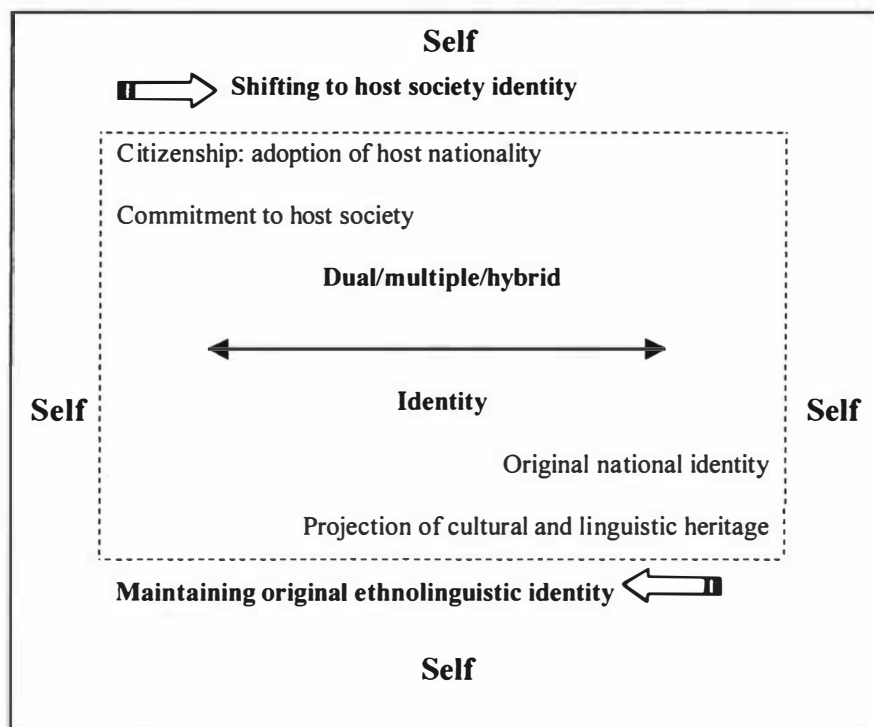 Self
Shifting to host society identity
Citizenship: adoption of host nationality
Commitment to host society
Dual/multiple/hybrid
Self
Identity
Self
Original national identity
Projection of cultural and linguistic heritage
Maintaining original ethnolinguistic identity
Self